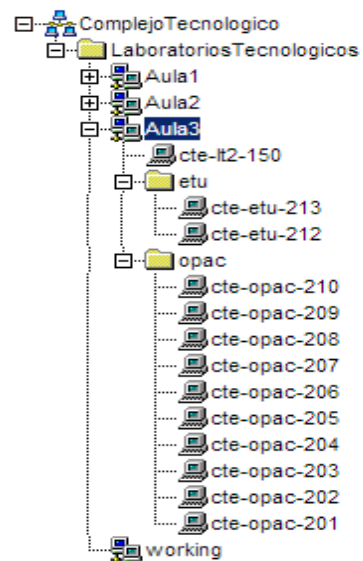 ComplejoTecnologico
LaboratoriosTecnologicos
Aula1
Aula2
Aula3
cte-lt2-150
etu
cte-etu-213
cte-etu-212
opac
cte-opac-210
cte-opac-209
cte-opac-208
cte-opac-207
cte-opac-206
cte-opac-205
cte-opac-204
cte-opac-203
cte-opac-202
cte-opac-201
working